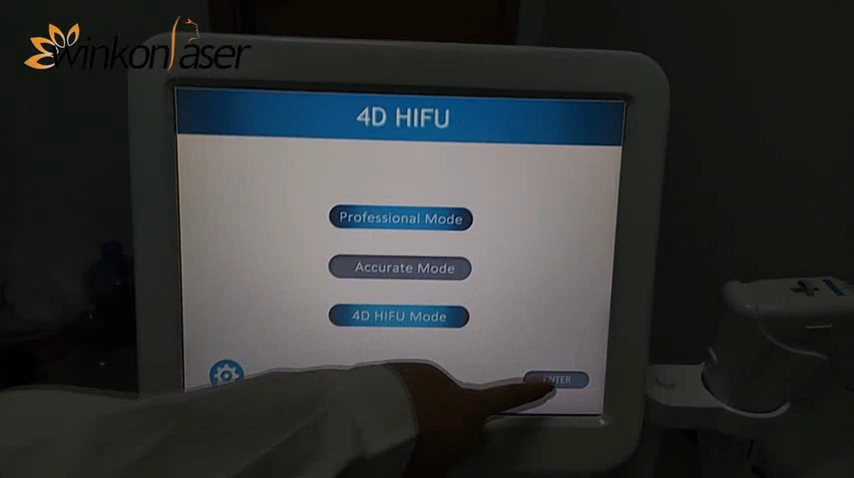 winkonlaser
4D HIFU
Professional Mode
Accurate Mode
4D HIFU Mode
ENTER